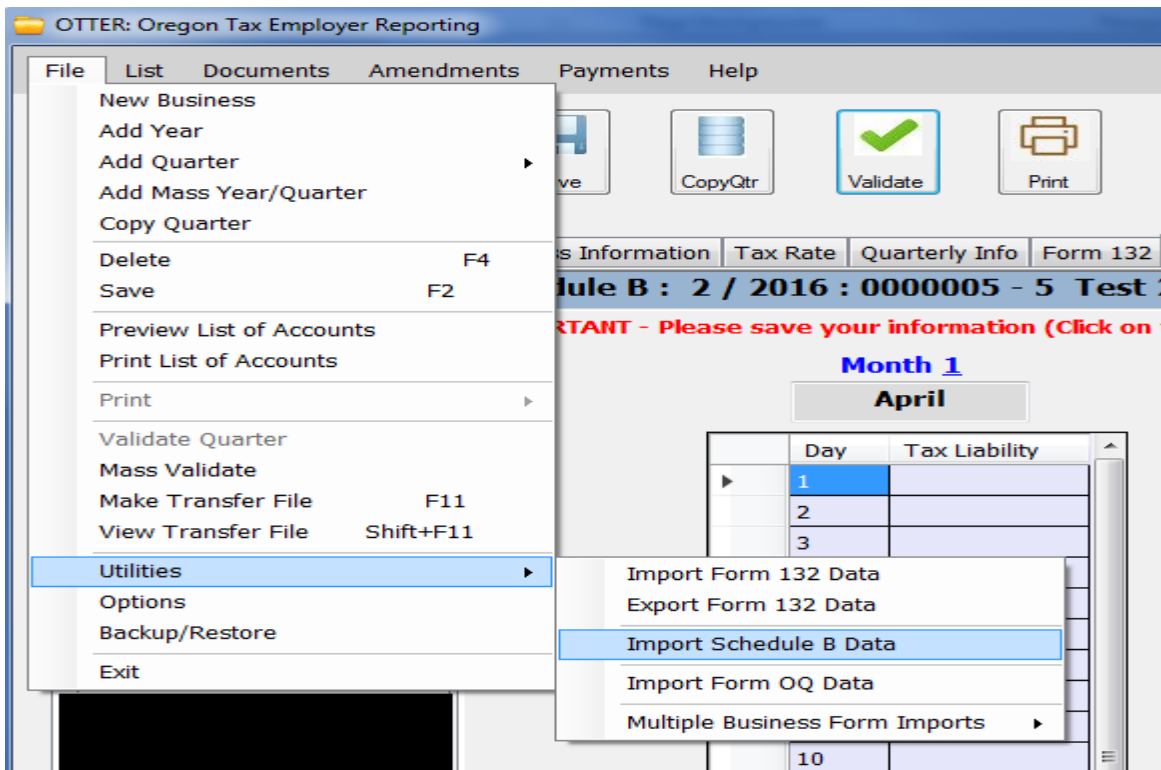 OTTER: Oregon Tax Employer Reporting
File List Documents Amendments Payments Help
New Business
Add Year
Add Quarter
Add Mass Year/Quarter
Copy Quarter
Delete F4
Save F2
Preview List of Accounts
Print List of Accounts
Print
Validate Quarter
Mass Validate
Make Transfer File F11
View Transfer File Shift+F11
Utilities
Options
Backup/Restore
Exit
Import Form 132 Data
Export Form 132 Data
Import Schedule B Data
Import Form OQ Data
Multiple Business Form Imports
ve CopyQtr Validate Print
s Information Tax Rate Quarterly Info Form 132
dule B : 2 / 2016 : 0000005 - 5 Test
RTANT - Please save your information (Click on
Month 1
April
Day Tax Liability
1
2
3
10